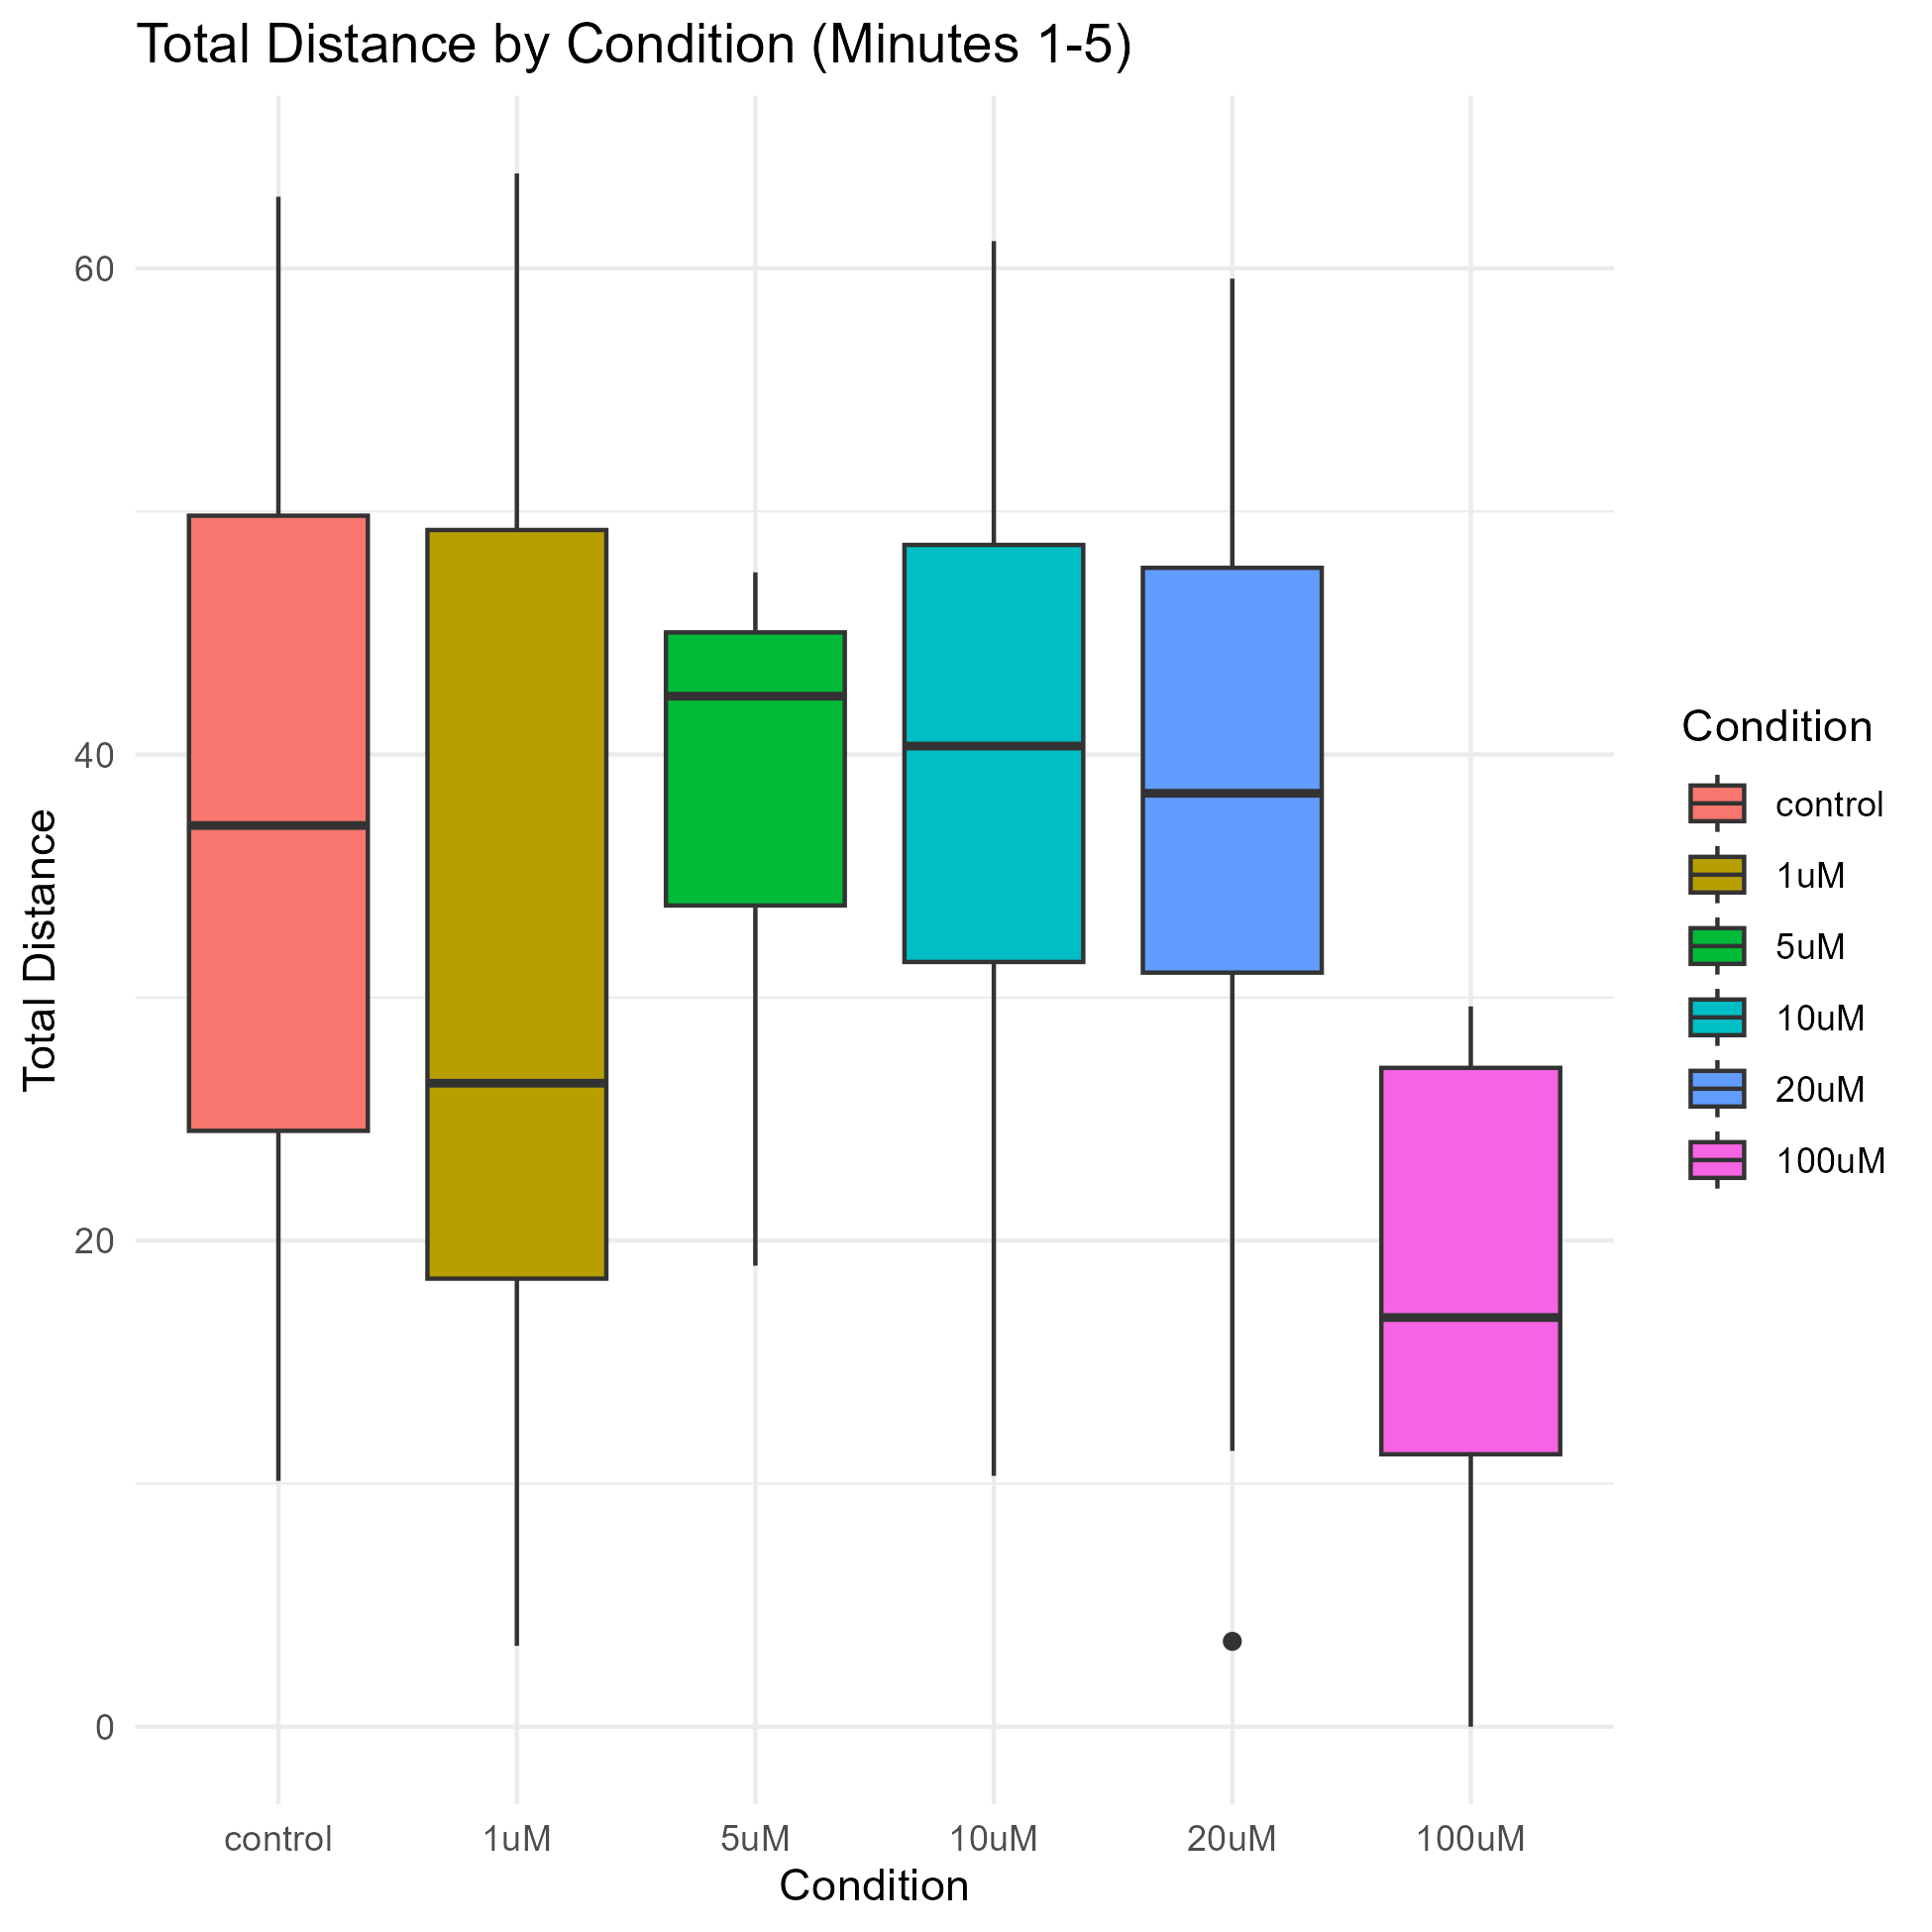 Total Distance by Condition (Minutes 1-5)
Total Distance
60
40
20
0
control
1uM
5uM
10uM
20uM
100uM
Condition
Condition
control
1uM
5uM
10uM
20uM
100uM